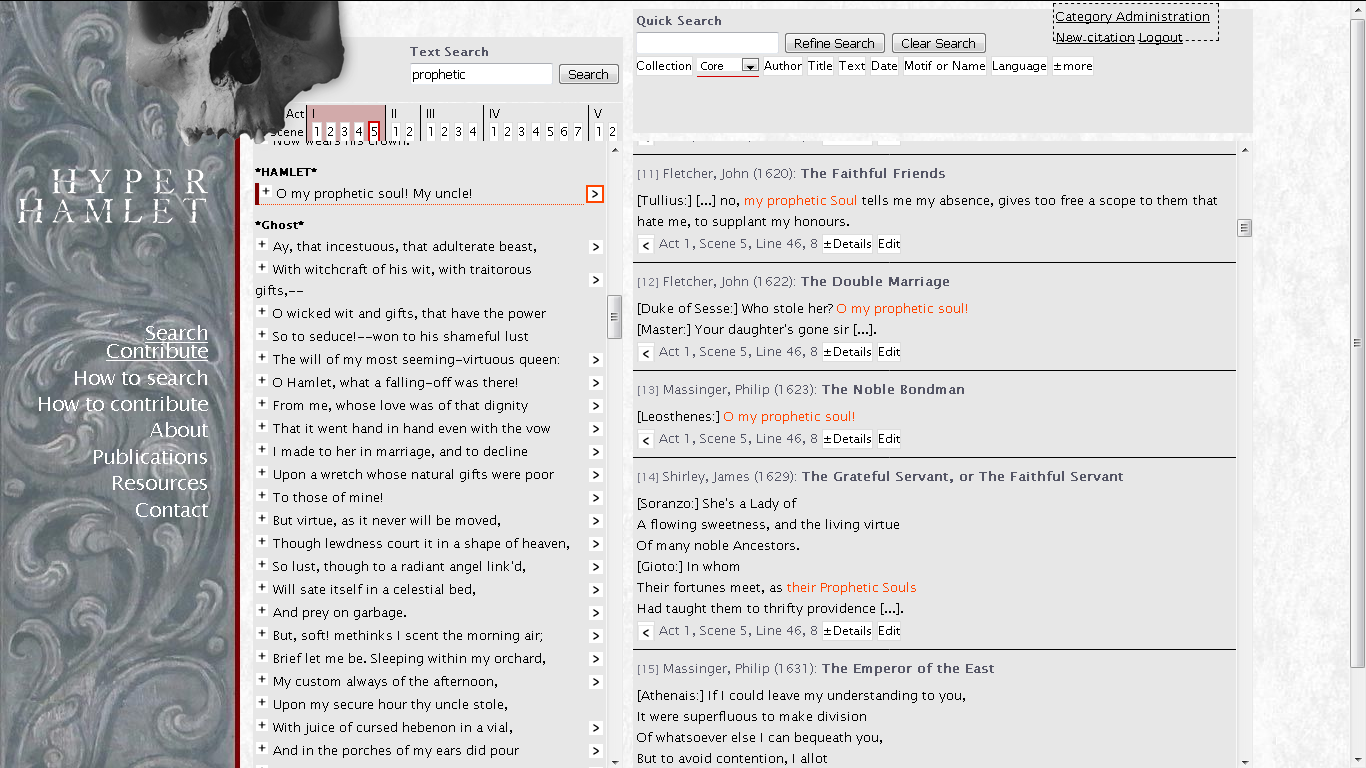 HYPER
HAMLET
Search
Contribute
How to search
How to contribute
About
Publications
Resources
Contact
Text Search
prophetic
Search
Act I II III IV V
Scene 1 2 3 4 5 1 2 1 2 3 4 1 2 3 4 5 6 7 1 2
Now wears his crown.
*HAMLET*
+ O my prophetic soul! My uncle! >
*Ghost*
+ Ay, that incestuous, that adulterate beast, >
+ With witchcraft of his wit, with traitorous
gifts,-- >
+ O wicked wit and gifts, that have the power
+ So to seduce!--won to his shameful lust
+ The will of my most seeming-virtuous queen: >
+ O Hamlet, what a falling-off was there! >
+ From me, whose love was of that dignity >
+ That it went hand in hand even with the vow >
+ I made to her in marriage, and to decline >
+ Upon a wretch whose natural gifts were poor >
+ To those of mine! >
+ But virtue, as it never will be moved, >
+ Though lewdness court it in a shape of heaven, >
+ So lust, though to a radiant angel link'd, >
+ Will sate itself in a celestial bed, >
+ And prey on garbage. >
+ But, soft! methinks I scent the morning air; >
+ Brief let me be. Sleeping within my orchard, >
+ My custom always of the afternoon, >
+ Upon my secure hour thy uncle stole,
+ With juice of cursed hebenon in a vial, >
+ And in the porches of my ears did pour >
Quick Search
Refine Search Clear Search
Collection Core Author Title Text Date Motif or Name Language ±more
Category Administration
New citation Logout
[11] Fletcher, John (1620): The Faithful Friends
[Tullius:] [...] no, my prophetic Soul tells me my absence, gives too free a scope to them that
hate me, to supplant my honours.
< Act 1, Scene 5, Line 46, 8 ±Details Edit
[12] Fletcher, John (1622): The Double Marriage
[Duke of Sesse:] Who stole her? O my prophetic soul!
[Master:] Your daughter's gone sir [...].
< Act 1, Scene 5, Line 46, 8 ±Details Edit
[13] Massinger, Philip (1623): The Noble Bondman
[Leosthenes:] O my prophetic soul!
< Act 1, Scene 5, Line 46, 8 ±Details Edit
[14] Shirley, James (1629): The Grateful Servant, or The Faithful Servant
[Soranzo:] She's a Lady of
A flowing sweetness, and the living virtue
Of many noble Ancestors.
[Gioto:] In whom
Their fortunes meet, as their Prophetic Souls
Had taught them to thrifty providence [...].
< Act 1, Scene 5, Line 46, 8 ±Details Edit
[15] Massinger, Philip (1631): The Emperor of the East
[Athenais:] If I could leave my understanding to you,
It were superfluous to make division
Of whatsoever else I can bequeath you,
But to avoid contention, I allot